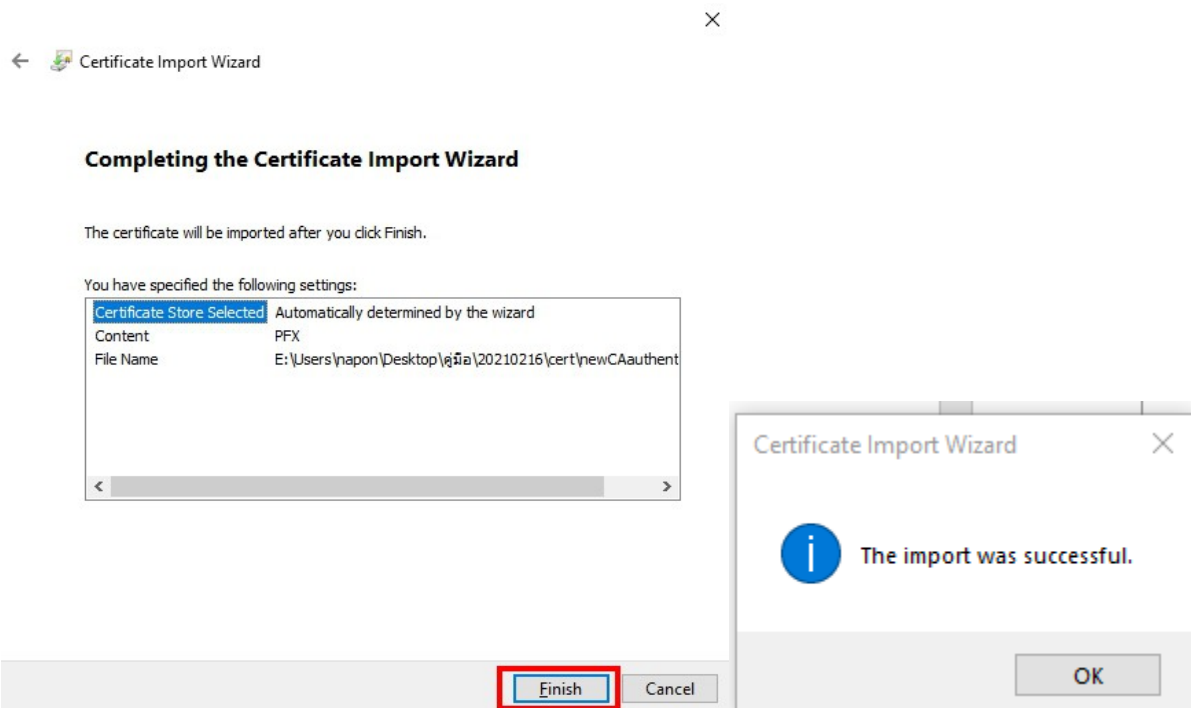 Certificate Import Wizard
Completing the Certificate Import Wizard
The certificate will be imported after you click Finish.
You have specified the following settings:
Certificate Store Selected Automatically determined by the wizard
Content PFX
File Name E:\Users\napon\Desktop\คู่มือ\20210216\cert\newCAauthent
Finish Cancel
Certificate Import Wizard
The import was successful.
OK